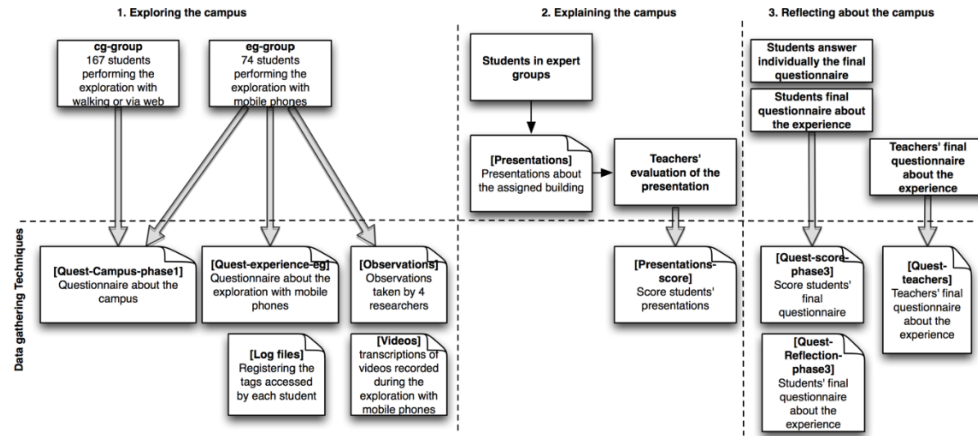 1. Exploring the campus
2. Explaining the campus
3. Reflecting about the campus
cg-group
167 students
performing the
exploration with
walking or via web
eg-group
74 students
performing the
exploration with
mobile phones
Students in expert
groups
[Presentations]
Presentations about
the assigned building
Teachers'
evaluation of the
presentation
Students answer
individually the final
questionnaire
Students final
questionnaire about
the experience
Teachers' final
questionnaire
about the
experience
Data gathering Techniques
[Quest-Campus-phase1]
Questionnaire about the
campus
[Quest-experience-eg]
Questionnaire about the
exploration with mobile
phones
[Observations]
Observations
taken by 4
researchers
[Log files]
Registering the
tags accessed
by each student
[Videos]
transcriptions of
videos recorded
during the
exploration with
mobile phones
[Presentations-
score]
Score students'
presentations
[Quest-score-
phase3]
Score students'
final
questionnaire
[Quest-
teachers]
Teachers' final
questionnaire
about the
experience
[Quest-
Reflection-
phase3]
Students' final
questionnaire
about the
experience